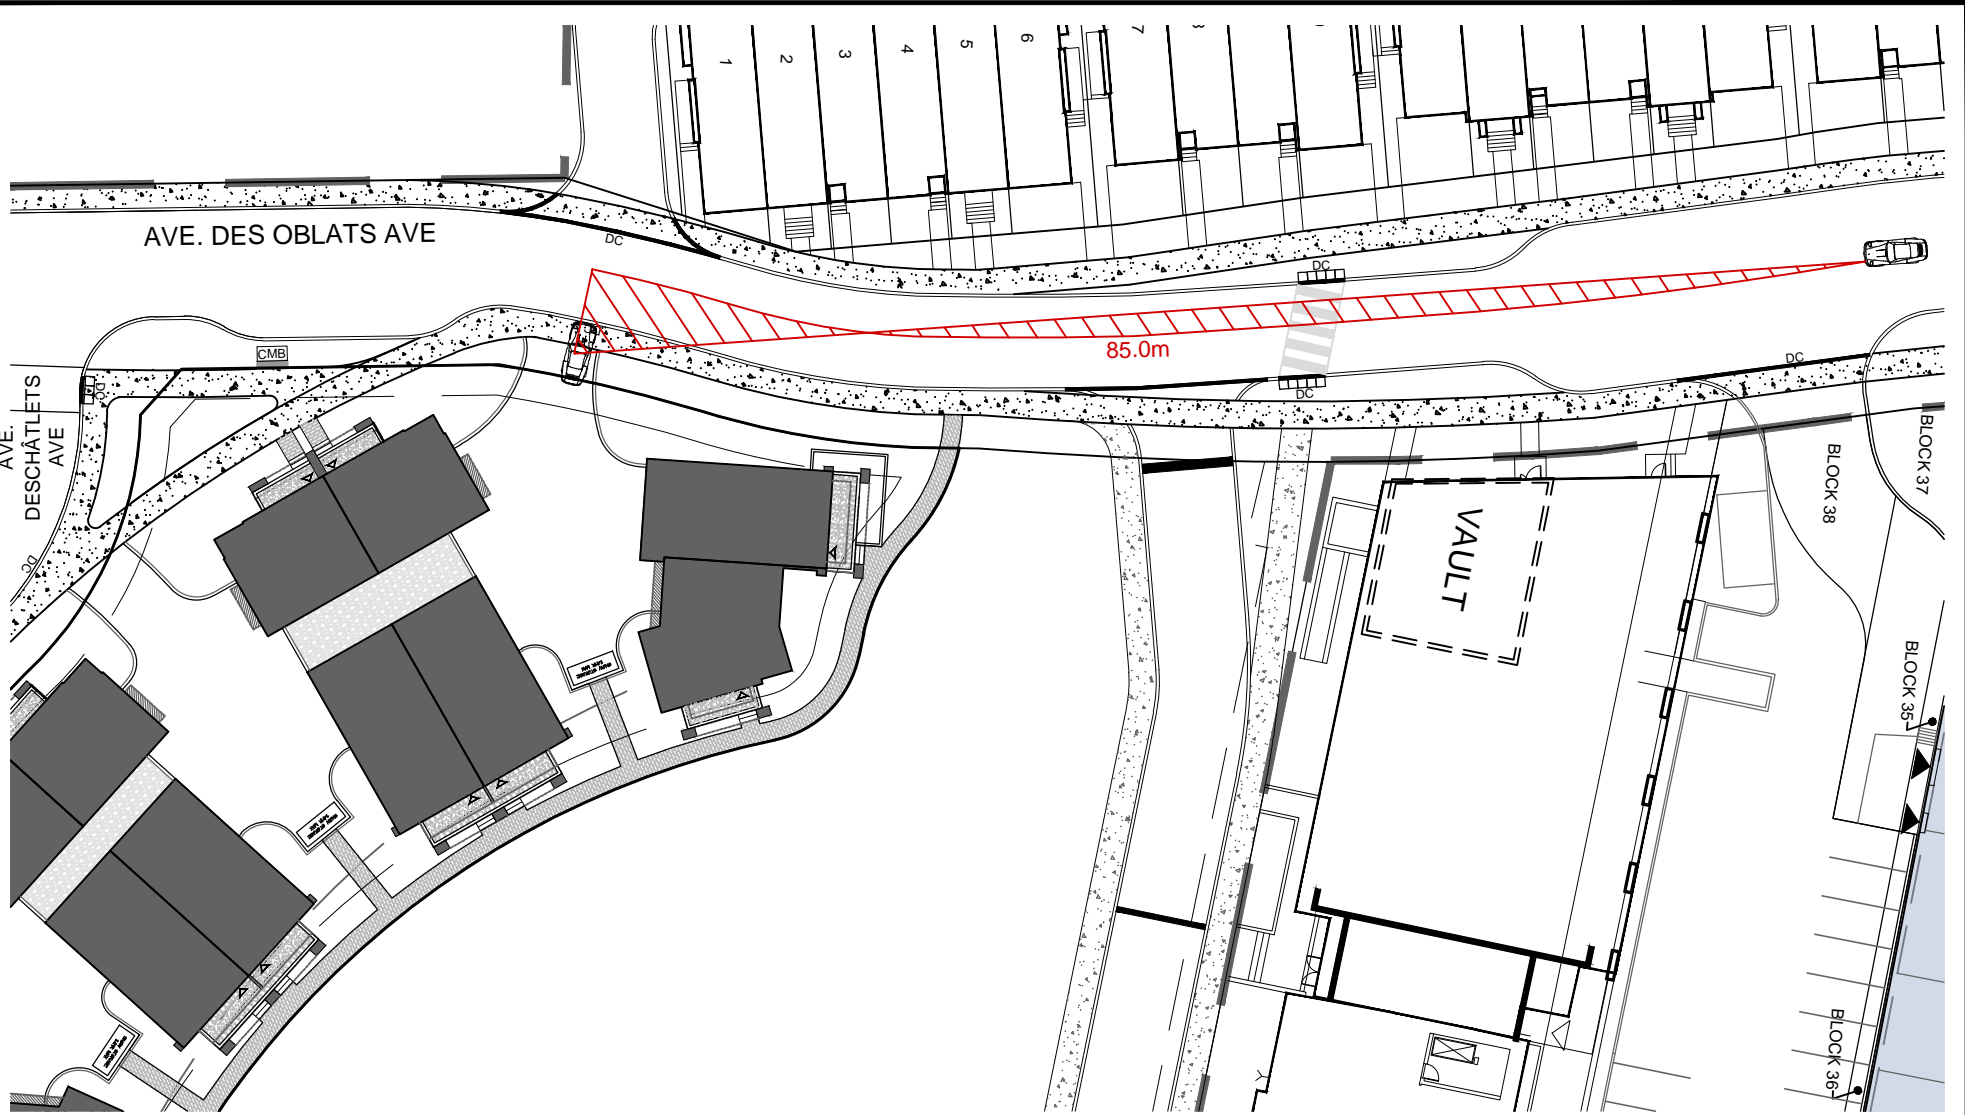 1
2
3
4
5
6
7
AVE. DES OBLATS AVE
DC
DC
85.0m
CMB
DC
DC
DC
AVE.
DESCHÂTLETS
AVE
DC
BLOCK 37
BLOCK 38
VAULT
BLOCK 35
BLOCK 36